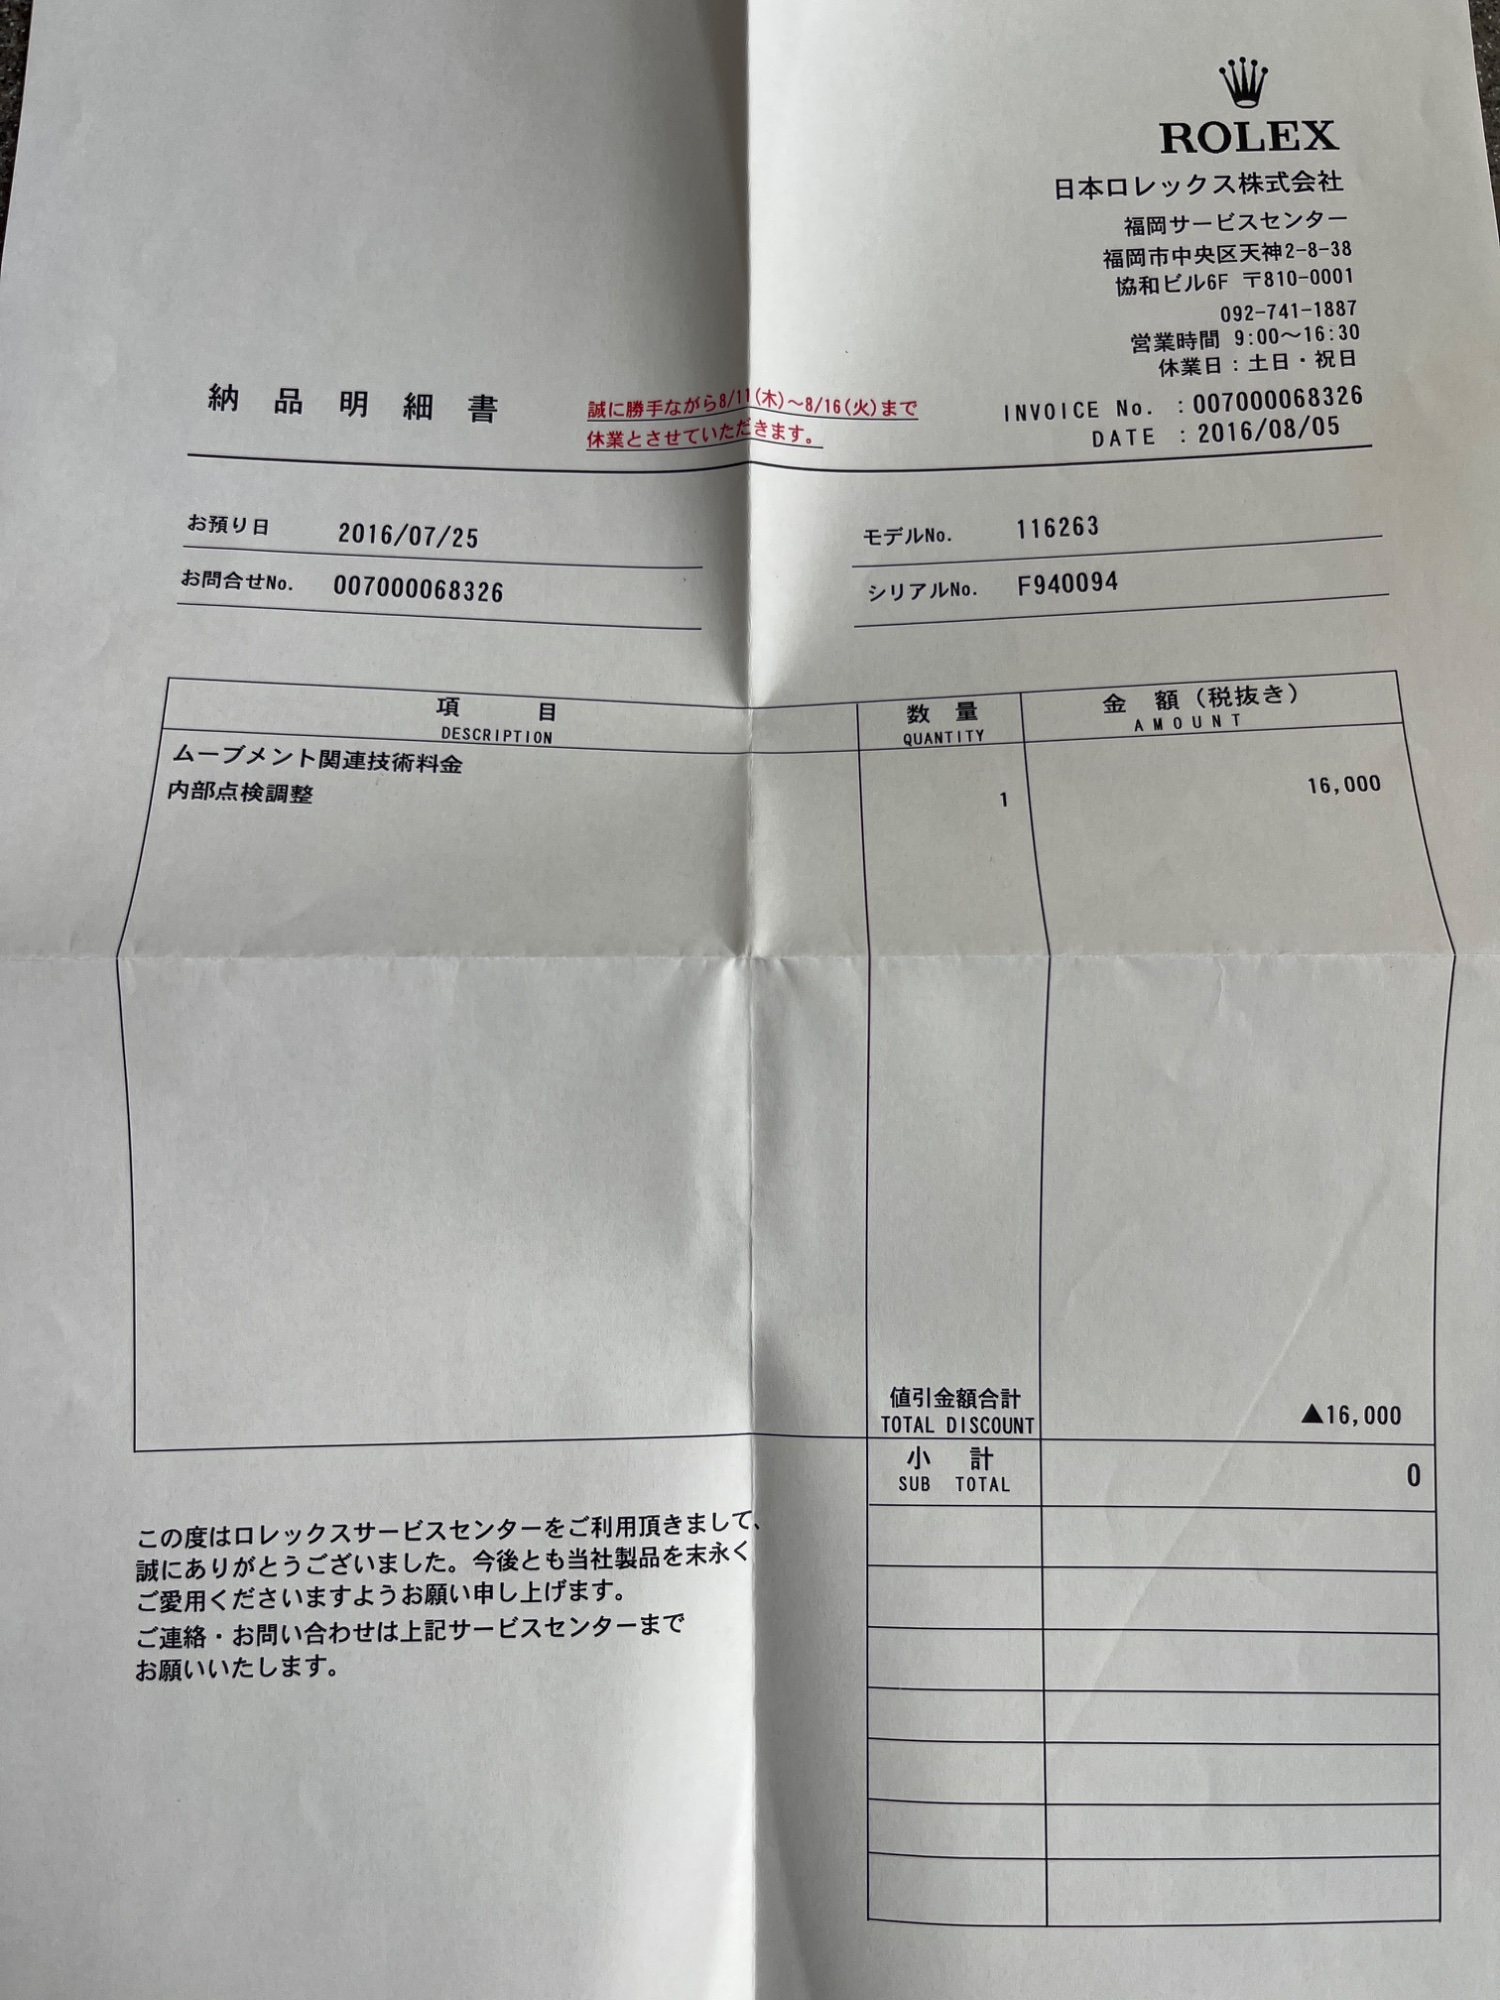 ROLEX
日本ロレックス株式会社
福岡サービスセンター
福岡市中央区天神2-8-38
協和ビル6F 〒810-0001
092-741-1887
営業時間 9:00～16:30
休業日：土日・祝日
納品明細書
誠に勝手ながら8/11(木)～8/16(火)まで
休業とさせていただきます。
INVOICE No. :007000068326
DATE :2016/08/05
お預り日 2016/07/25
モデルNo. 116263
お問合せNo. 007000068326
シリアルNo. F940094
項目 数量 金額(税抜き)
DESCRIPTION QUANTITY AMOUNT
ムーブメント関連技術料金
内部点検調整 1 16,000
値引金額合計
TOTAL DISCOUNT ▲16,000
小計
SUB TOTAL 0
この度はロレックスサービスセンターをご利用頂きまして、
誠にありがとうございました。今後とも当社製品を末永く
ご愛用くださいますようお願い申し上げます。
ご連絡・お問い合わせは上記サービスセンターまで
お願いいたします。